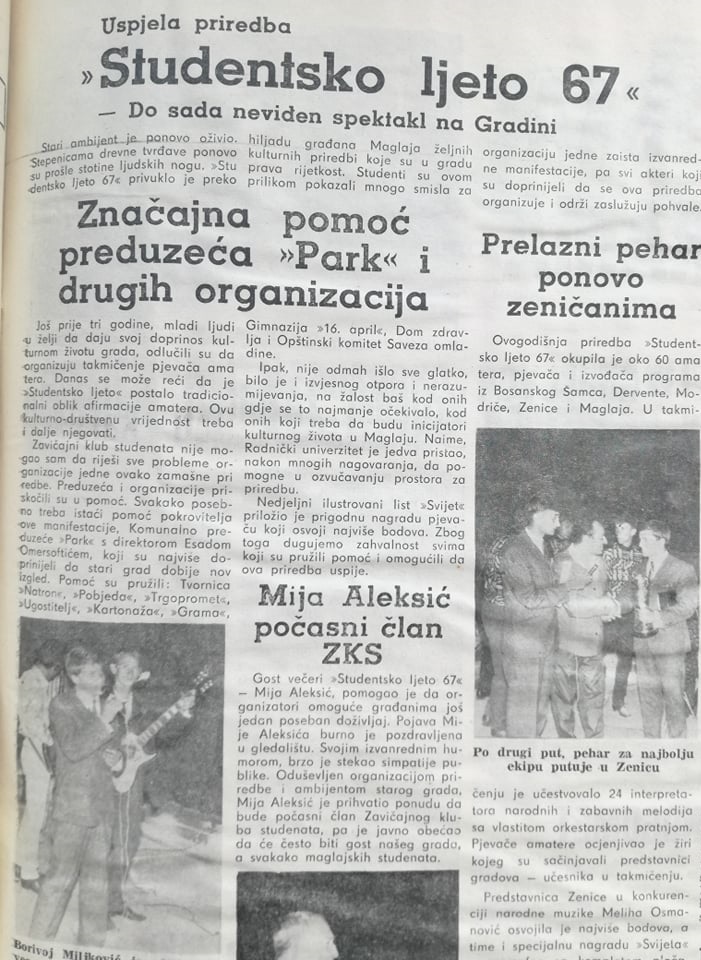 Uspjela priredba
»Studentsko ljeto 67«
— Do sada neviđen spektakl na Gradini
Stari ambijent je ponovo oživio.
Stepenicama drevne tvrđave ponovo
su prošle stotine ljudskih nogu. »Stu
dentsko ljeto 67« privuklo je preko
hiljadu građana Maglaja željnih
kulturnih priredbi koje su u gradu
prava rijetkost. Studenti su ovom
prilikom pokazali mnogo smisla za
organizaciju jedne zaista izvanred-
ne manifestacije, pa svi akteri koji
su doprinijeli da se ova priredba
organizuje i održi zaslužuju pohvale.
Značajna pomoć
preduzeća »Park« i
drugih organizacija
Još prije tri godine, mladi ljudi
u želji da daju svoj doprinos kul-
turnom životu grada, odlučili su da
organizuju takmičenje pjevača ama
tera. Danas se može reći da je
»Studentsko ljeto« postalo tradicio-
nalni oblik afirmacije amatera. Ovu
kulturno-društvenu vrijednost treba
i dalje njegovati.
Zavičajni klub studenata nije mo-
gao sam da riješi sve probleme or-
ganizacije jedne ovako zamašne pri
redbe. Preduzeća i organizacije pri-
skočili su u pomoć. Svakako poseb-
no treba istaći pomoć pokrovitelja
ove manifestacije, Komunalno pre-
duzeće »Park« s direktorom Esadom
Omersoftićem, koji su najviše do-
prinijeli da stari grad dobije nov
izgled. Pomoć su pružili: Tvornica
»Natron«, »Pobjeda«, »Trgopromet«,
»Ugostitelj«, »Kartonaža«, »Grama«,
Gimnazija »16. april«, Dom zdrav-
lja i Opštinski komitet Saveza omla-
dine.
Ipak, nije odmah išlo sve glatko,
bilo je i izvjesnog otpora i nerazu-
mijevanja, na žalost baš kod onih
gdje se to najmanje očekivalo, kod
onih koji treba da budu inicijatori
kulturnog života u Maglaju. Naime,
Radnički univerzitet je jedva pristao,
nakon mnogih nagovaranja, da po-
mogne u ozvučavanju prostora za
priredbu.
Nedjeljni ilustrovani list »Svijet«
priložio je prigodnu nagradu pjeva-
ču koji osvoji najviše bodova. Zbog
toga dugujemo zahvalnost svima
koji su pružili pomoć i omogućili da
ova priredba uspije.
Mija Aleksić
počasni član
ZKS
Gost večeri »Studentsko ljeto 67«
— Mija Aleksić, pomogao je da or-
ganizatori omoguće građanima još
jedan poseban doživljaj. Pojava Mi-
je Aleksića burno je pozdravljena
u gledalištu. Svojim izvanrednim hu-
morom, brzo je stekao simpatije pu-
blike. Oduševljen organizacijom pri-
redbe i ambijentom starog grada,
Mija Aleksić je prihvatio ponudu da
bude počasni član Zavičajnog klu-
ba studenata, pa je javno obećao
da će često biti gost našeg grada,
a svakako maglajskih studenata.
Prelazni pehar
ponovo
zeničanima
Ovogodišnja priredba »Student-
sko ljeto 67« okupila je oko 60 ama
tera, pjevača i izvođača programa
iz Bosanskog Šamca, Dervente, Mo-
driče, Zenice i Maglaja. U takmi-
Po drugi put, pehar za najbolju
ekipu putuje u Zenicu
čenju je učestvovalo 24 interpreta-
tora narodnih i zabavnih melodija
sa vlastitom orkestarskom pratnjom.
Pjevače amatere ocjenjivao je žiri
kojeg su sačinjavali predstavnici
gradova — učesnika u takmičenju.
Predstavnica Zenice u konkuren-
ciji narodne muzike Meliha Osma-
nović osvojila je najviše bodova, a
time i specijalnu nagradu »Svijeta«
Borivoj Miljković